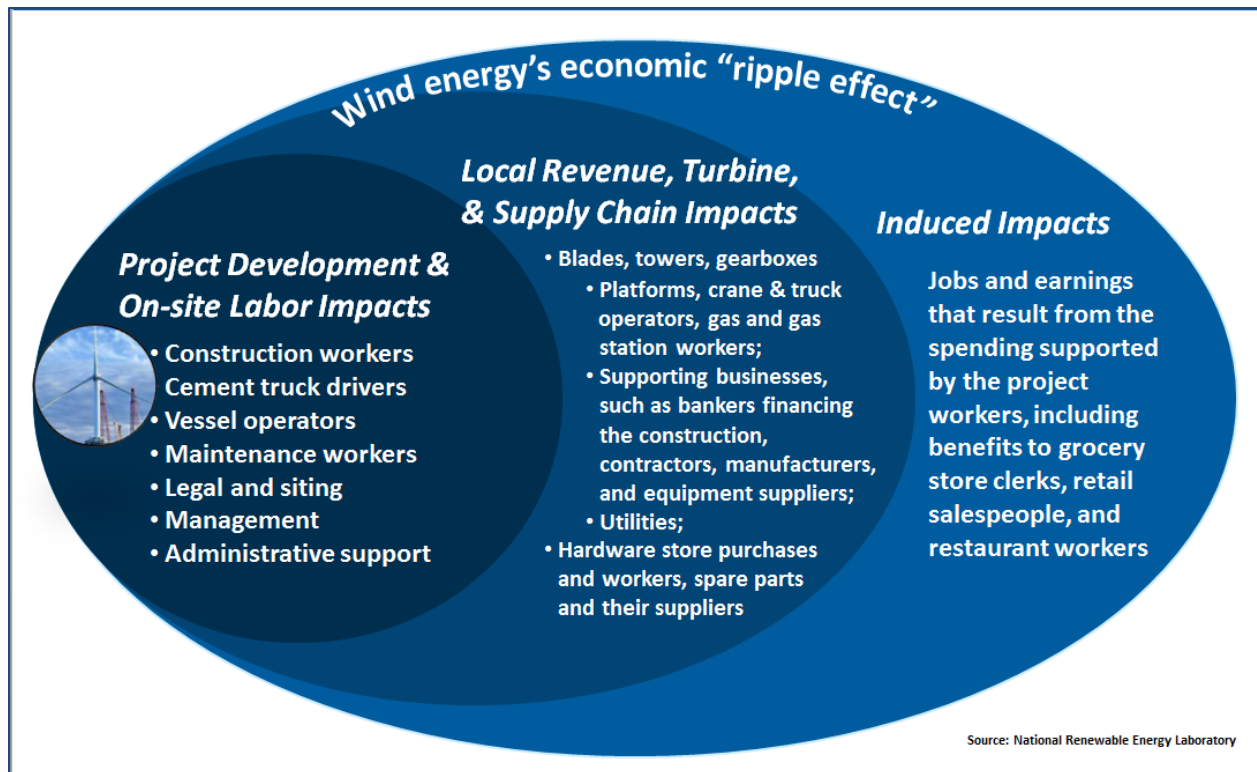 Wind energy's economic “ripple effect”
Project Development &
On-site Labor Impacts
• Construction workers
Cement truck drivers
• Vessel operators
• Maintenance workers
• Legal and siting
• Management
• Administrative support
Local Revenue, Turbine,
& Supply Chain Impacts
• Blades, towers, gearboxes
• Platforms, crane & truck
operators, gas and gas
station workers;
• Supporting businesses,
such as bankers financing
the construction,
contractors, manufacturers,
and equipment suppliers;
• Utilities;
• Hardware store purchases
and workers, spare parts
and their suppliers
Induced Impacts
Jobs and earnings
that result from the
spending supported
by the project
workers, including
benefits to grocery
store clerks, retail
salespeople, and
restaurant workers
Source: National Renewable Energy Laboratory